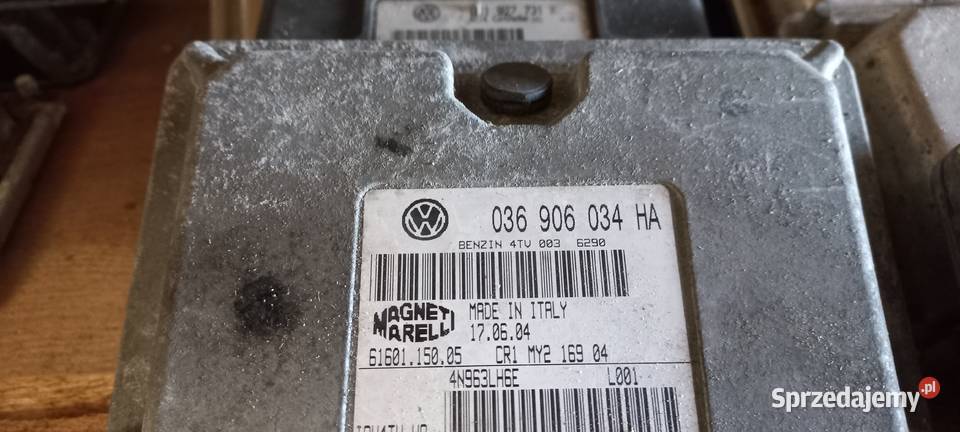 036 906 034 HA
BENZIN 4TV 003 6290
MAGNETI MARELLI
MADE IN ITALY
17.06.04
61601.150.05 CR1 MY2 169 04
4N963LH6E L001
Sprzedajemy.pl